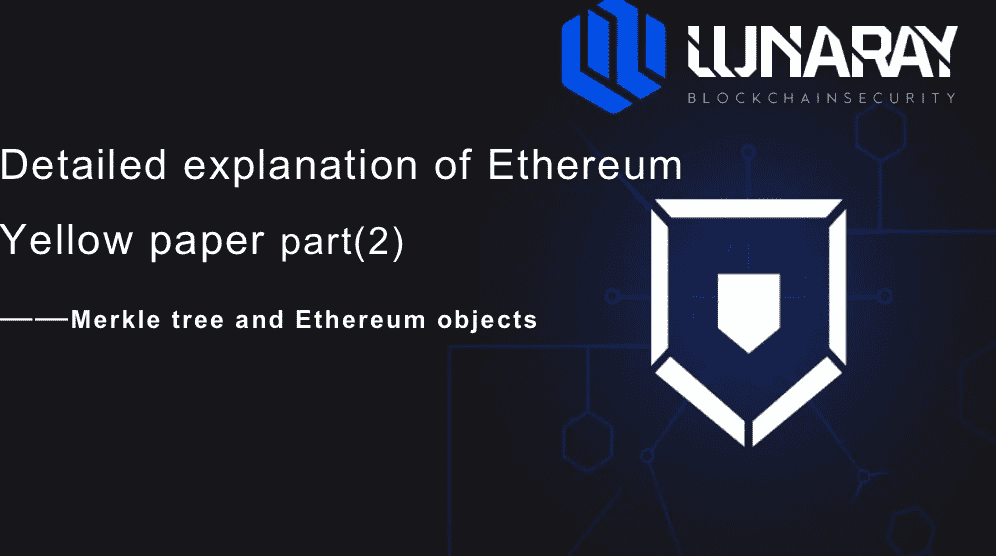 LUNARAY
BLOCKCHAINSECURITY
Detailed explanation of Ethereum
Yellow paper part(2)
——Merkle tree and Ethereum objects